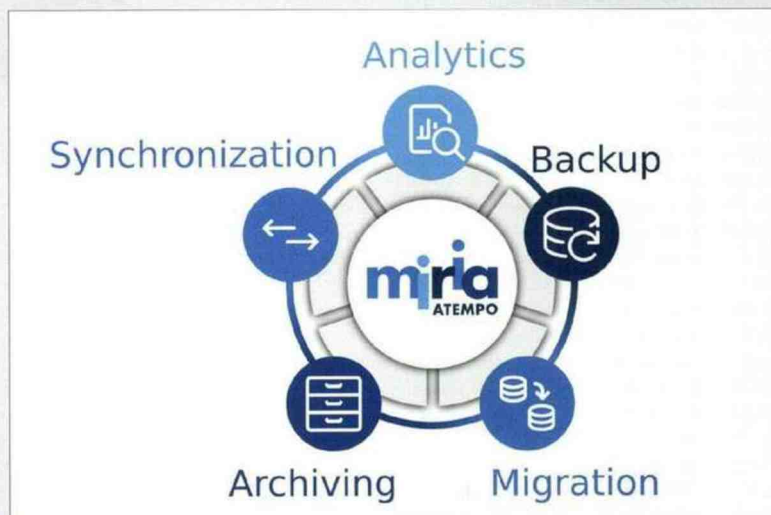 Analytics
Synchronization
Backup
miria
ATEMPO
Archiving
Migration